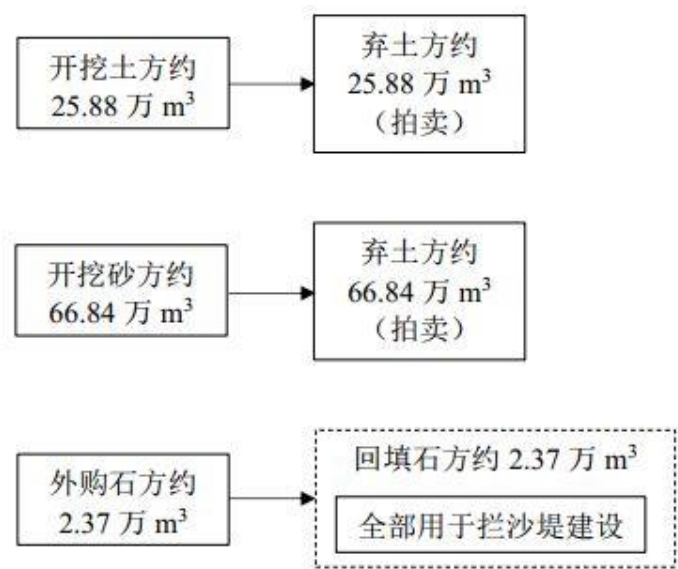 开挖土方约
25.88 万 m³
弃土方约
25.88 万 m³
（拍卖）
开挖砂方约
66.84 万 m³
弃土方约
66.84 万 m³
（拍卖）
外购石方约
2.37 万 m³
回填石方约 2.37 万 m³
全部用于拦沙堤建设